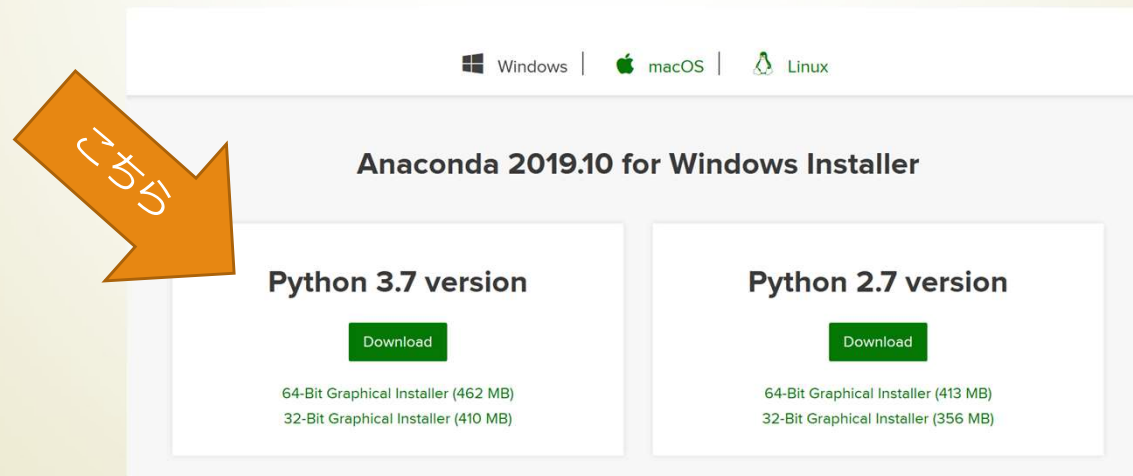 Windows | macOS | Linux
こちら
Anaconda 2019.10 for Windows Installer
Python 3.7 version
Download
64-Bit Graphical Installer (462 MB)
32-Bit Graphical Installer (410 MB)
Python 2.7 version
Download
64-Bit Graphical Installer (413 MB)
32-Bit Graphical Installer (356 MB)